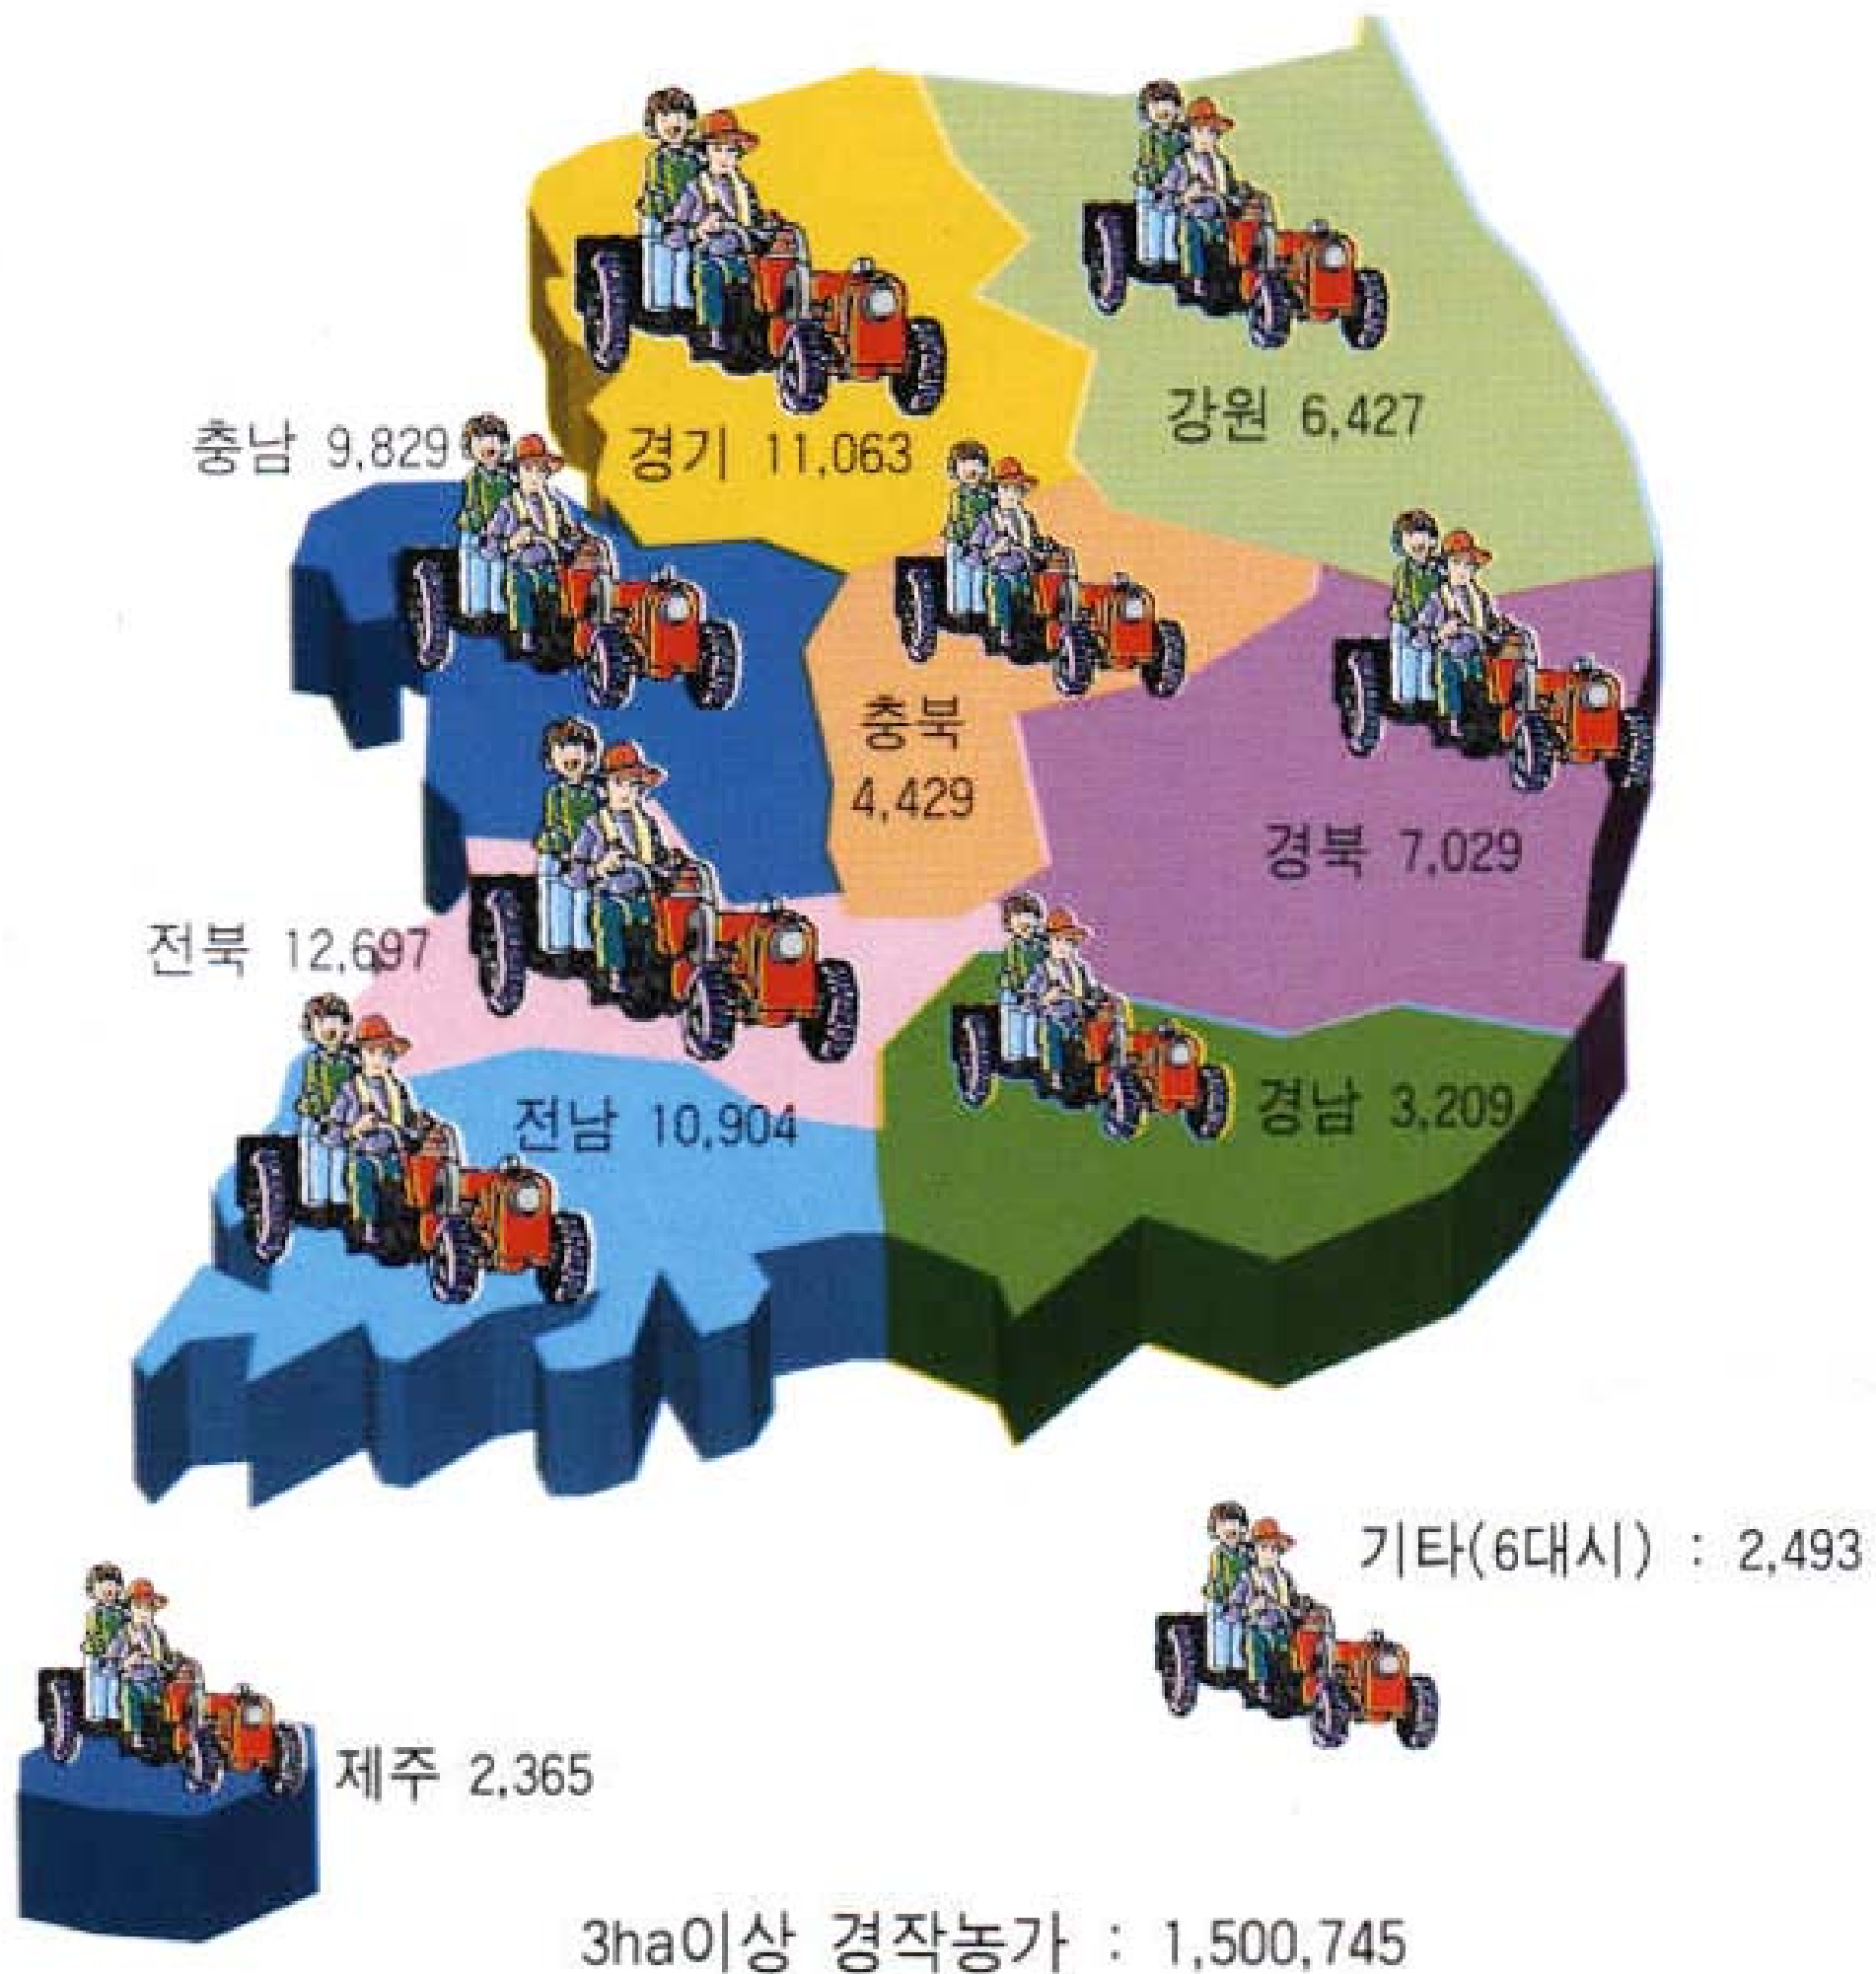 강원 6,427
충남 9,829
경기 11,063
충북
4,429
경북 7,029
전북 12,697
전남 10,904
경남 3,209
기타(6대시) : 2,493
제주 2,365
3ha이상 경작농가 : 1,500,745